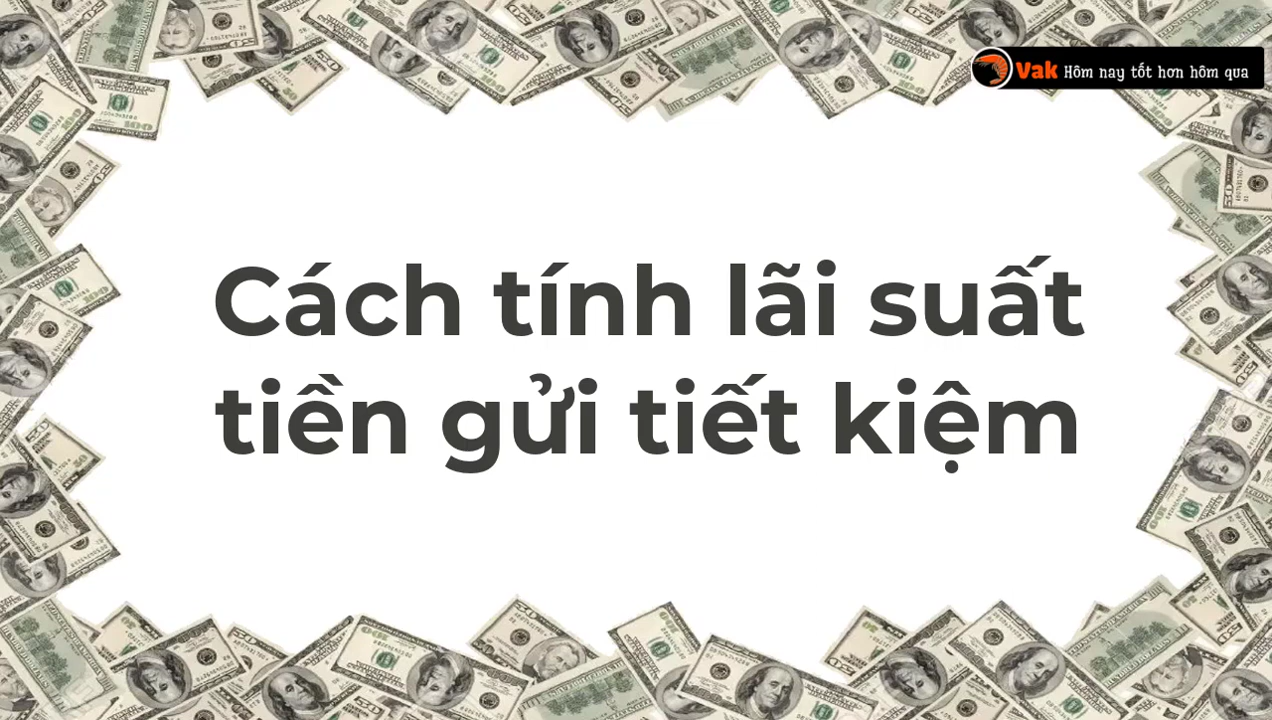 Vak Hôm nay tốt hơn hôm qua
Cách tính lãi suất
tiền gửi tiết kiệm